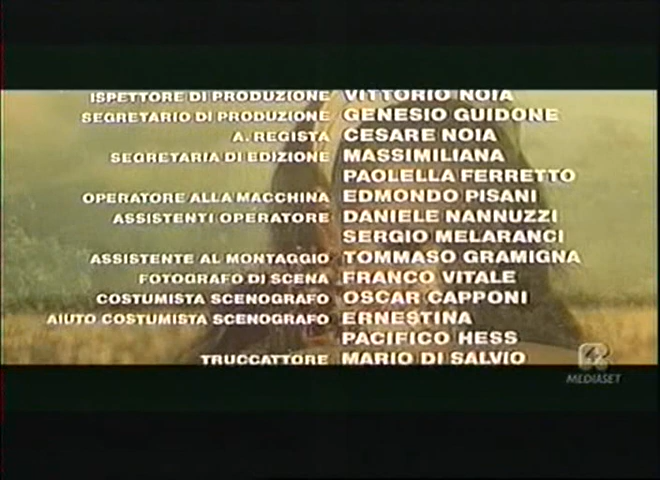 ISPETTORE DI PRODUZIONE VITTORIO NOIA
SEGRETARIO DI PRODUZIONE GENESIO GUIDONE
A. REGISTA CESARE NOIA
SEGRETARIA DI EDIZIONE MASSIMILIANA
PAOLELLA FERRETTO
OPERATORE ALLA MACCHINA EDMONDO PISANI
ASSISTENTI OPERATORE DANIELE NANNUZZI
SERGIO MELARANCI
ASSISTENTE AL MONTAGGIO TOMMASO GRAMIGNA
FOTOGRAFO DI SCENA FRANCO VITALE
COSTUMISTA SCENOGRAFO OSCAR CAPPONI
AIUTO COSTUMISTA SCENOGRAFO ERNESTINA
PACIFICO HESS
TRUCCATTORE MARIO DI SALVIO
4
MEDIASET